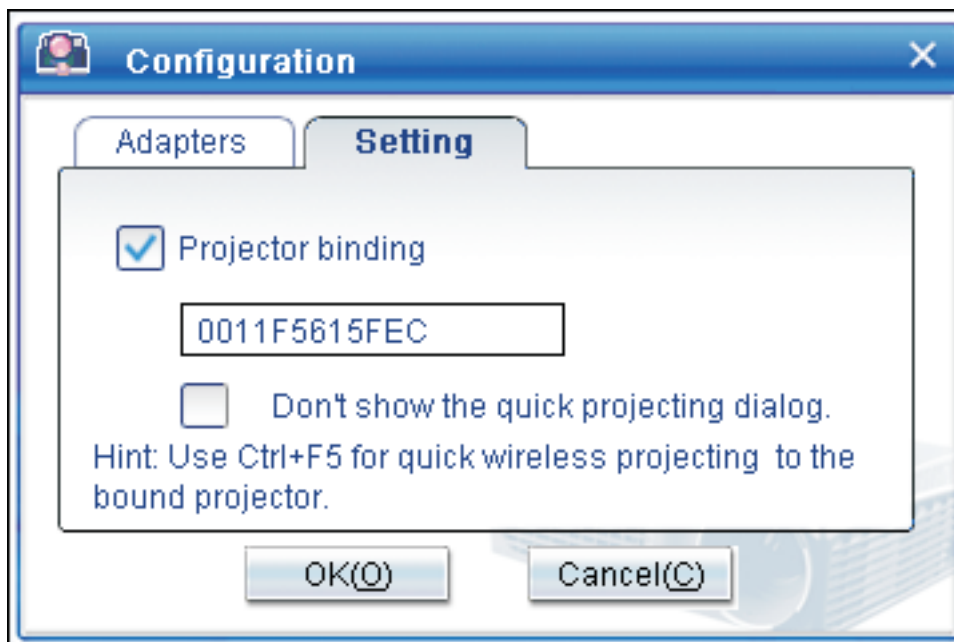 Configuration
Adapters
Setting
Projector binding
0011F5615FEC
Don't show the quick projecting dialog.
Hint: Use Ctrl+F5 for quick wireless projecting to the
bound projector.
OK(O)
Cancel(C)